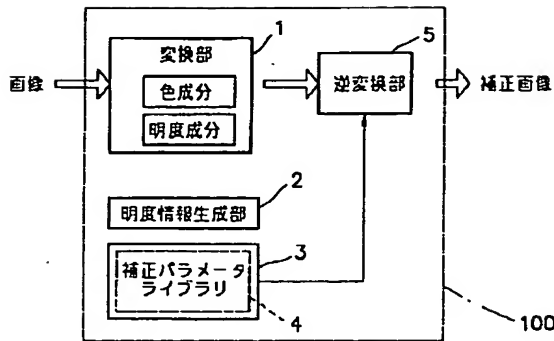 1
変換部
色成分
明度成分
5
逆変換部
画像
補正画像
2
明度情報生成部
3
補正パラメータ
ライブラリ
4
100